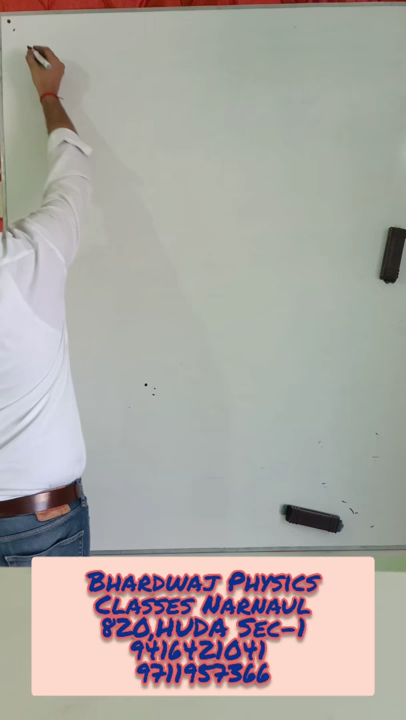 Bhardwaj Physics
Classes Narnaul
820,HUDA Sec-1
9416421041
9711957366